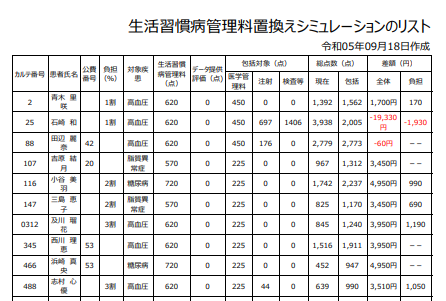 生活習慣病管理料置換えシミュレーションのリスト
令和05年09月18日作成
カルテ番号 患者氏名 公費番号 負担(%) 対象疾患 生活習慣病管理料(点) データ提供評価(点) 包括対象(点) 総点数(点) 差額(円)
医学管理料 注射 検査等 現在 包括 全体 負担
2 青木 里咲 1割 高血圧 620 0 450 0 0 1,392 1,562 1,700円 170
25 石崎 和 1割 高血圧 620 0 450 697 1406 3,938 2,005 -19,330円 -1,930
88 田辺 麗奈 42 高血圧 620 0 450 176 0 2,779 2,773 -60円 −−
107 吉原 結月 20 脂質異常症 570 0 225 0 0 967 1,312 3,450円 −−
116 小谷 美羽 2割 糖尿病 720 0 225 0 0 1,742 2,237 4,950円 990
147 三島 恵子 2割 脂質異常症 570 0 225 0 0 825 1,170 3,450円 690
0312 及川 瑠花 3割 高血圧 620 0 225 0 0 845 1,240 3,950円 1,190
345 西川 理恵 53 高血圧 620 0 225 0 0 1,516 1,911 3,950円 −−
466 浜崎 真央 53 糖尿病 720 0 225 0 0 452 947 4,950円 −−
488 志村 心優 3割 高血圧 620 0 225 44 0 639 990 3,510円 1,050